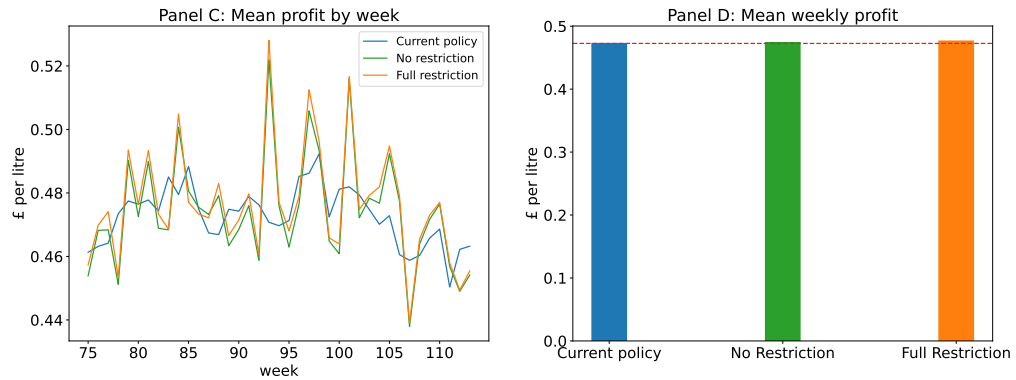 Panel C: Mean profit by week
£ per litre
0.52
0.50
0.48
0.46
0.44
75 80 85 90 95 100 105 110
week
Current policy
No restriction
Full restriction
Panel D: Mean weekly profit
£ per litre
0.5
0.4
0.3
0.2
0.1
0.0
Current policy No Restriction Full Restriction